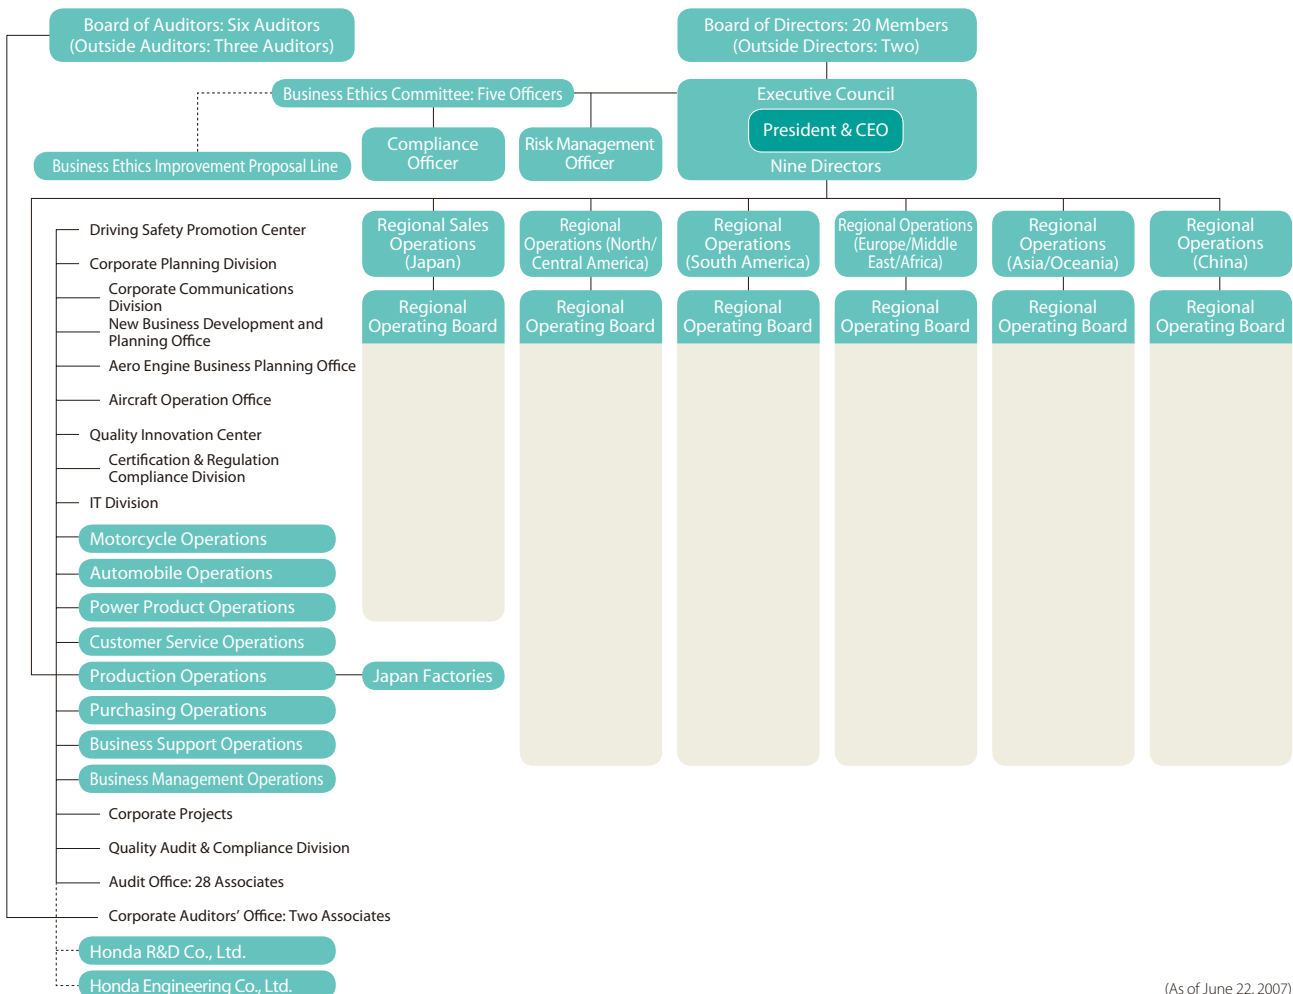 Board of Auditors: Six Auditors
(Outside Auditors: Three Auditors)
Board of Directors: 20 Members
(Outside Directors: Two)
Business Ethics Committee: Five Officers
Executive Council
President & CEO
Nine Directors
Compliance
Officer
Risk Management
Officer
Business Ethics Improvement Proposal Line
Regional Sales
Operations
(Japan)
Regional
Operations (North/
Central America)
Regional
Operations
(South America)
Regional Operations
(Europe/Middle
East/Africa)
Regional
Operations
(Asia/Oceania)
Regional
Operations
(China)
Regional
Operating Board
Regional
Operating Board
Regional
Operating Board
Regional
Operating Board
Regional
Operating Board
Regional
Operating Board
Driving Safety Promotion Center
Corporate Planning Division
Corporate Communications
Division
New Business Development and
Planning Office
Aero Engine Business Planning Office
Aircraft Operation Office
Quality Innovation Center
Certification & Regulation
Compliance Division
IT Division
Motorcycle Operations
Automobile Operations
Power Product Operations
Customer Service Operations
Production Operations
Japan Factories
Purchasing Operations
Business Support Operations
Business Management Operations
Corporate Projects
Quality Audit & Compliance Division
Audit Office: 28 Associates
Corporate Auditors' Office: Two Associates
Honda R&D Co., Ltd.
Honda Engineering Co., Ltd.
(As of June 22, 2007)